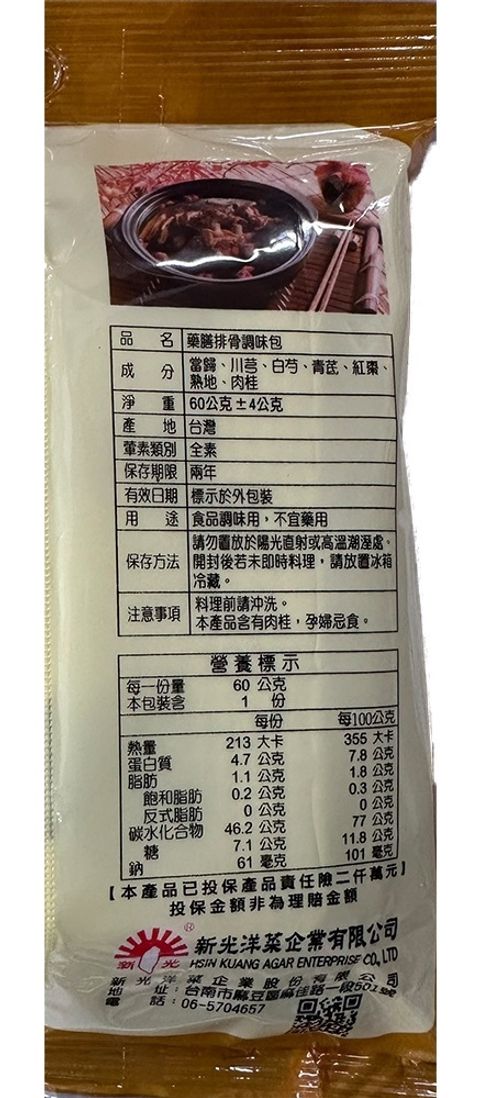 品 名 藥膳排骨調味包
成 分 當歸、川芎、白芍、青芪、紅棗、
熟地、肉桂
淨 重 60公克±4公克
產 地 台灣
葷素類別 全素
保存期限 兩年
有效日期 標示於外包裝
用 途 食品調味用，不宜藥用
保存方法 請勿置放於陽光直射或高溫潮溼處。
開封後若未即時料理，請放置冰箱
冷藏。
注意事項 料理前請沖洗。
本產品含有肉桂，孕婦忌食。
營養標示
每一份量 60 公克
本包裝含 1 份
每份 每100公克
熱量 213 大卡 355 大卡
蛋白質 4.7 公克 7.8 公克
脂肪 1.1 公克 1.8 公克
飽和脂肪 0.2 公克 0.3 公克
反式脂肪 0 公克 0 公克
碳水化合物 46.2 公克 77 公克
糖 7.1 公克 11.8 公克
鈉 61 毫克 101 毫克
【本產品已投保產品責任險二仟萬元】
投保金額非為理賠金額
®
新光 新光洋菜企業有限公司
HSIN KUANG AGAR ENTERPRISE CO., LTD
新光洋菜企業股份有限公司
地 址：台南市麻豆區麻佳路一段501號
電 話：06-5704657